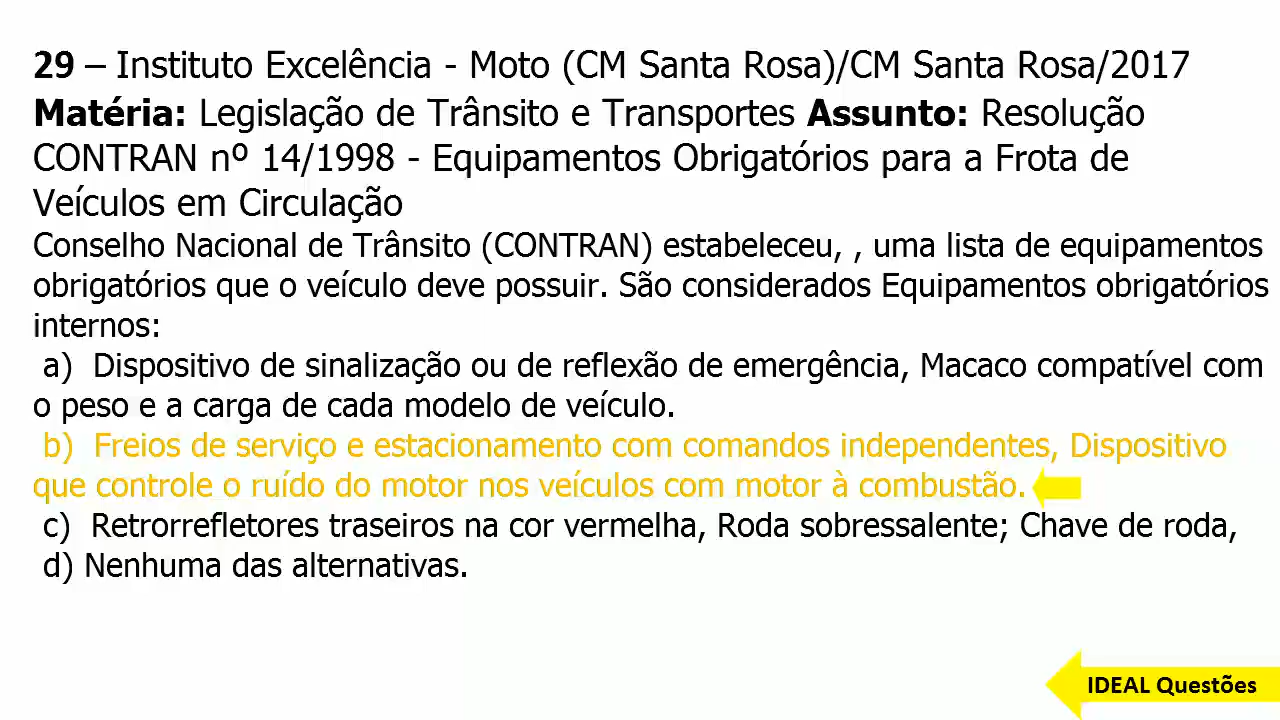 29 – Instituto Excelência - Moto (CM Santa Rosa)/CM Santa Rosa/2017
Matéria: Legislação de Trânsito e Transportes Assunto: Resolução
CONTRAN nº 14/1998 - Equipamentos Obrigatórios para a Frota de
Veículos em Circulação
Conselho Nacional de Trânsito (CONTRAN) estabeleceu, , uma lista de equipamentos
obrigatórios que o veículo deve possuir. São considerados Equipamentos obrigatórios
internos:
a) Dispositivo de sinalização ou de reflexão de emergência, Macaco compatível com
o peso e a carga de cada modelo de veículo.
b) Freios de serviço e estacionamento com comandos independentes, Dispositivo
que controle o ruído do motor nos veículos com motor à combustão.
c) Retrorrefletores traseiros na cor vermelha, Roda sobressalente; Chave de roda,
d) Nenhuma das alternativas.
IDEAL Questões